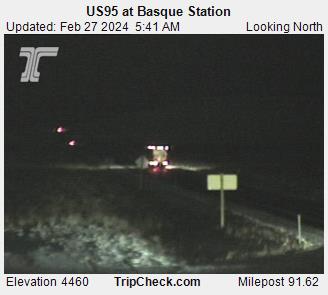 US95 at Basque Station
Updated: Feb 27 2024 5:41 AM Looking North
Elevation 4460 TripCheck.com Milepost 91.62